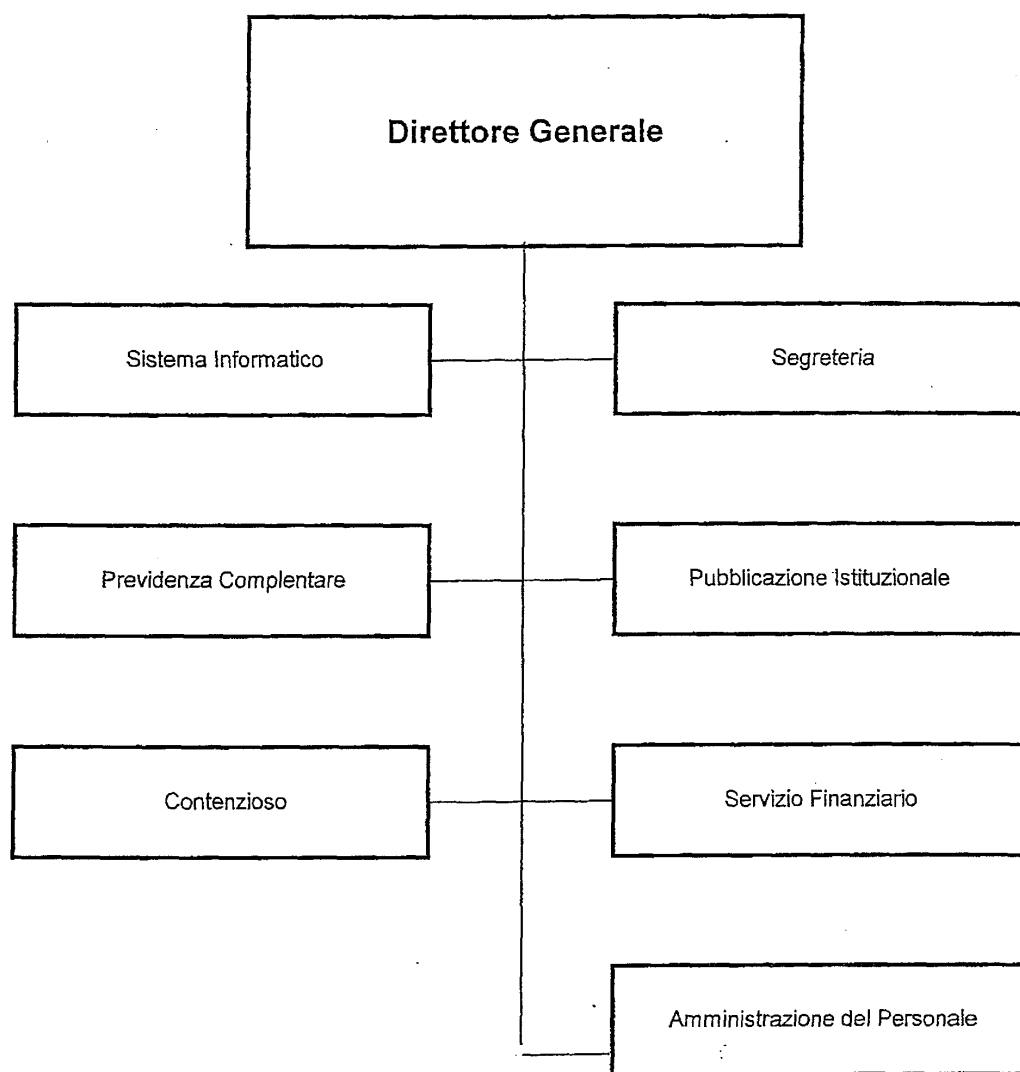 Direttore Generale
Sistema Informatico
Segreteria
Previdenza Complentare
Pubblicazione Istituzionale
Contenzioso
Servizio Finanziario
Amministrazione del Personale